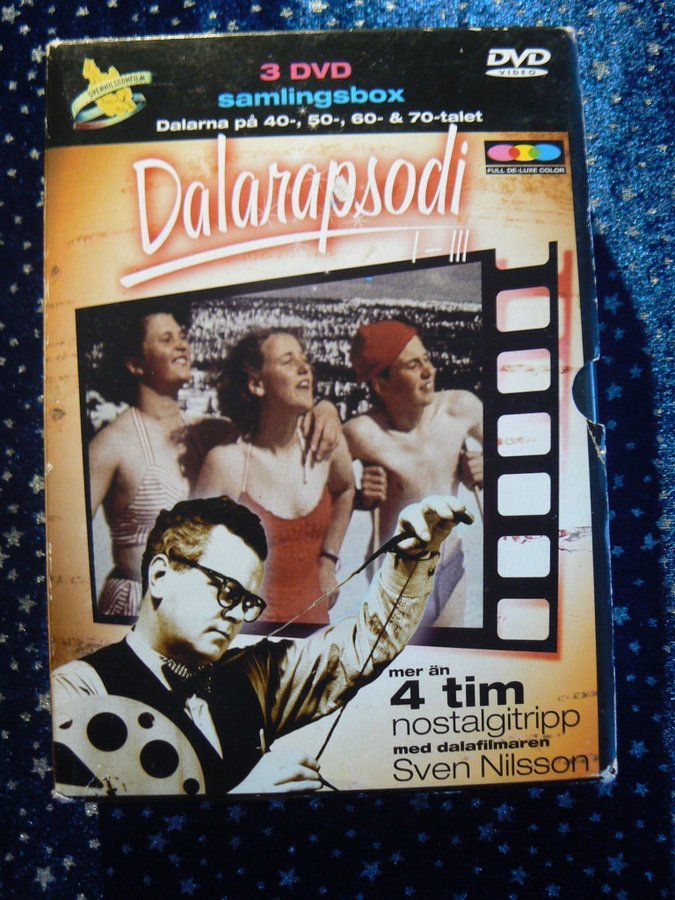 SVENNILSSONFILM
3 DVD
samlingsbox
Dalarna på 40-, 50-, 60- & 70-talet
DVD
VIDEO
FULL DE-LUXE COLOR
Dalarapsodi
I – III
mer än
4 tim
nostalgitripp
med dalafilmaren
Sven Nilsson